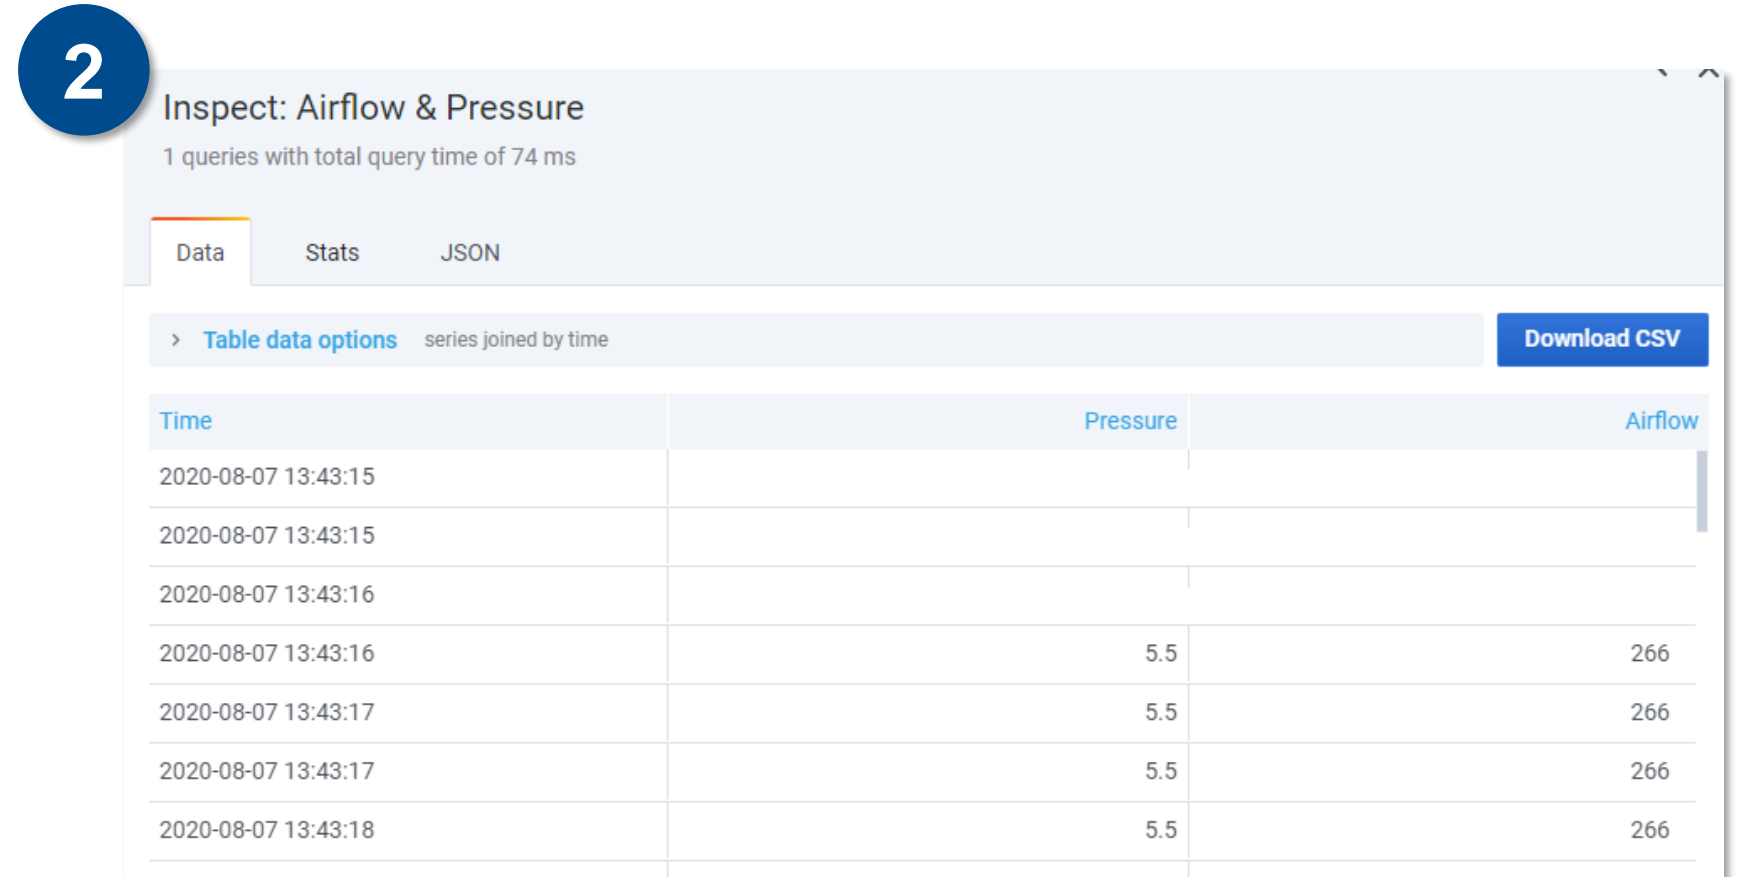 2
Inspect: Airflow & Pressure
1 queries with total query time of 74 ms
Data Stats JSON
Table data options series joined by time Download CSV
Time Pressure Airflow
2020-08-07 13:43:15
2020-08-07 13:43:15
2020-08-07 13:43:16
2020-08-07 13:43:16 5.5 266
2020-08-07 13:43:17 5.5 266
2020-08-07 13:43:17 5.5 266
2020-08-07 13:43:18 5.5 266